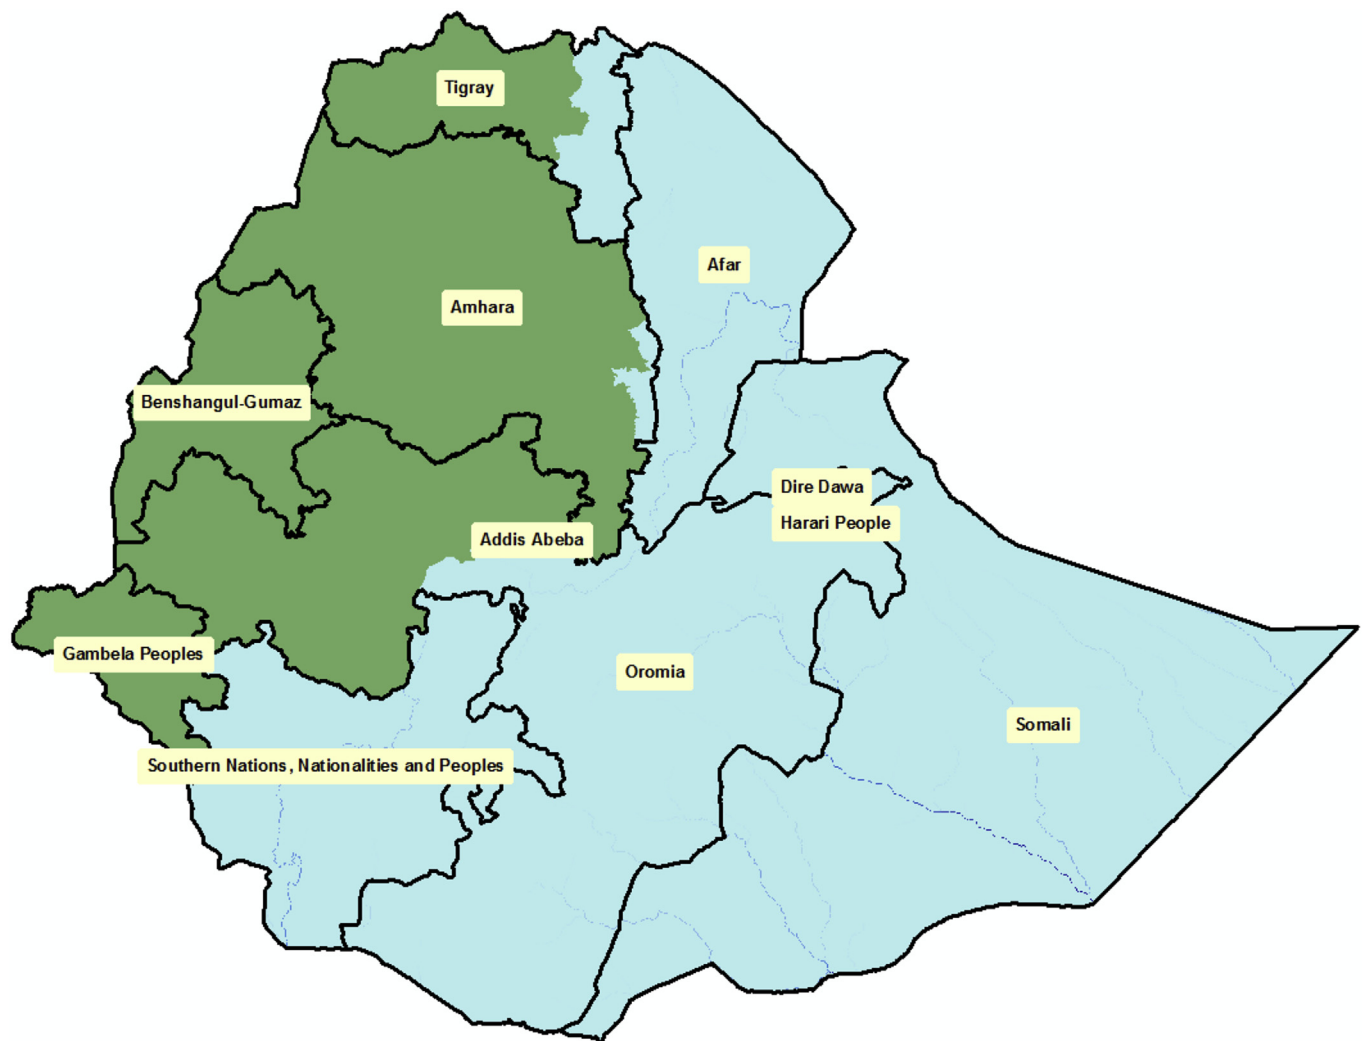 Tigray
Afar
Amhara
Benshangul-Gumaz
Dire Dawa
Harari People
Addis Abeba
Gambela Peoples
Oromia
Somali
Southern Nations, Nationalities and Peoples